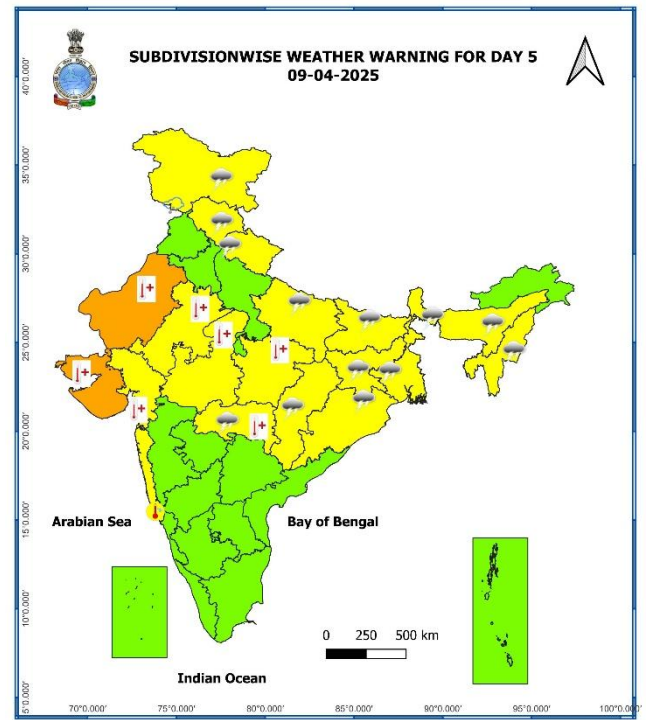 SUBDIVISIONWISE WEATHER WARNING FOR DAY 5
09-04-2025
40°0.000'
35°0.000'
30°0.000'
25°0.000'
20°0.000'
15°0.000'
10°0.000'
5°0.000'
Arabian Sea
Bay of Bengal
0 250 500 km
Indian Ocean
70°0.000' 75°0.000' 80°0.000' 85°0.000' 90°0.000' 95°0.000' 100°0.000'